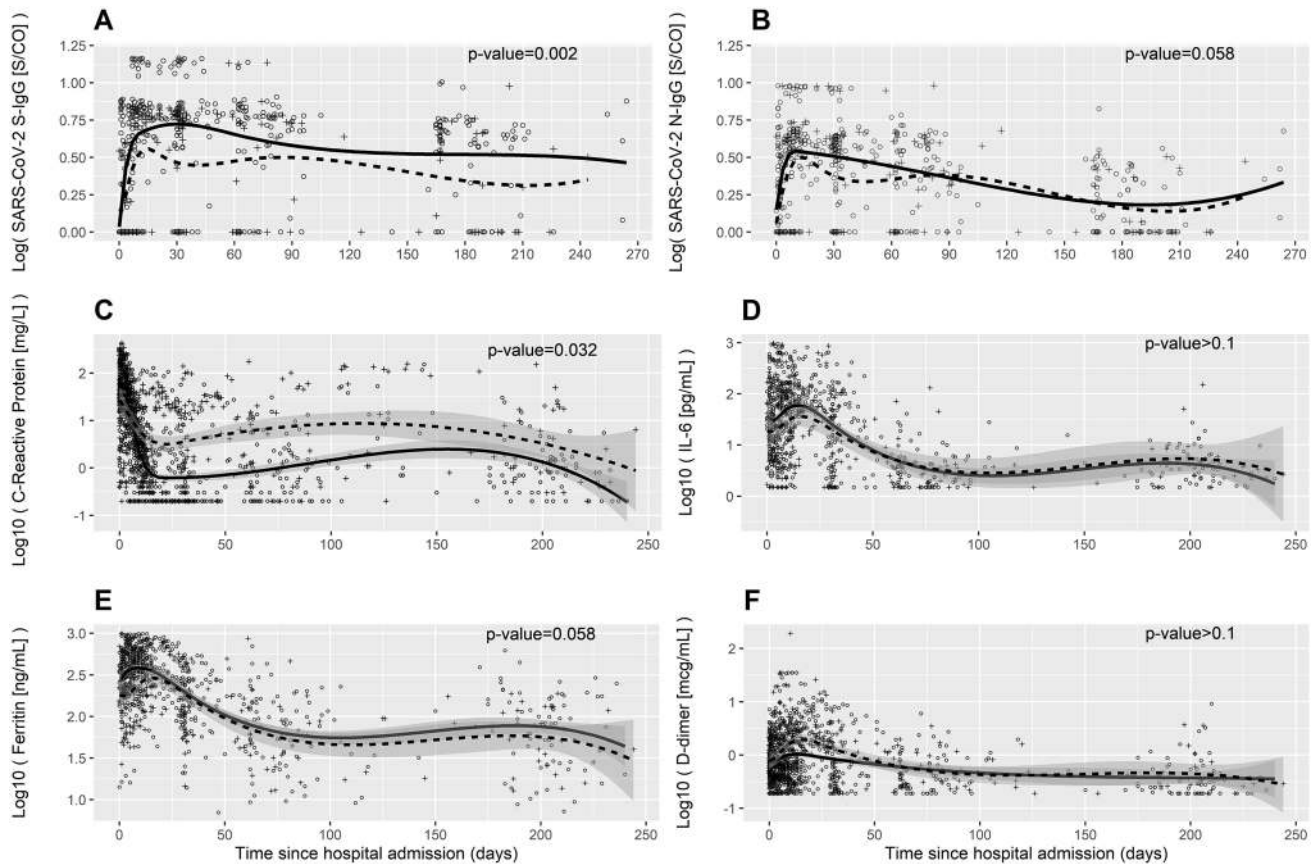 A
B
Log( SARS-CoV-2 S-IgG [S/CO] )
1.25
1.00
0.75
0.50
0.25
0.00
p-value=0.002
0 30 60 90 120 150 180 210 240 270
Log( SARS-CoV-2 N-IgG [S/CO] )
1.25
1.00
0.75
0.50
0.25
0.00
p-value=0.058
0 30 60 90 120 150 180 210 240 270
C
D
Log10 ( C-Reactive Protein [mg/L] )
2
1
0
-1
p-value=0.032
0 50 100 150 200 250
Log10 ( IL-6 [pg/mL] )
3
2
1
0
p-value>0.1
0 50 100 150 200 250
E
F
Log10 ( Ferritin [ng/mL] )
3.0
2.5
2.0
1.5
1.0
p-value=0.058
0 50 100 150 200 250
Time since hospital admission (days)
Log10 ( D-dimer [mcg/mL] )
2
1
0
-1
p-value>0.1
0 50 100 150 200 250
Time since hospital admission (days)